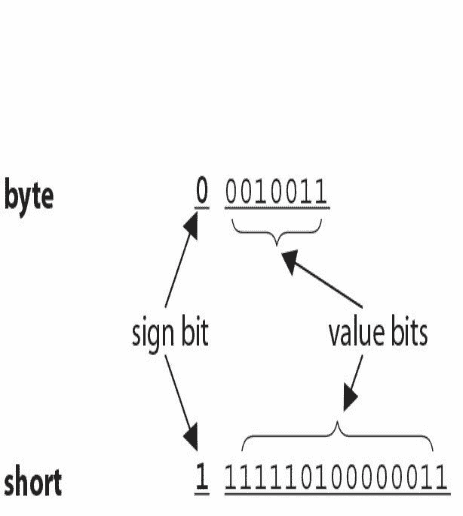 byte 0 0010011
sign bit value bits
short 1 111110100000011